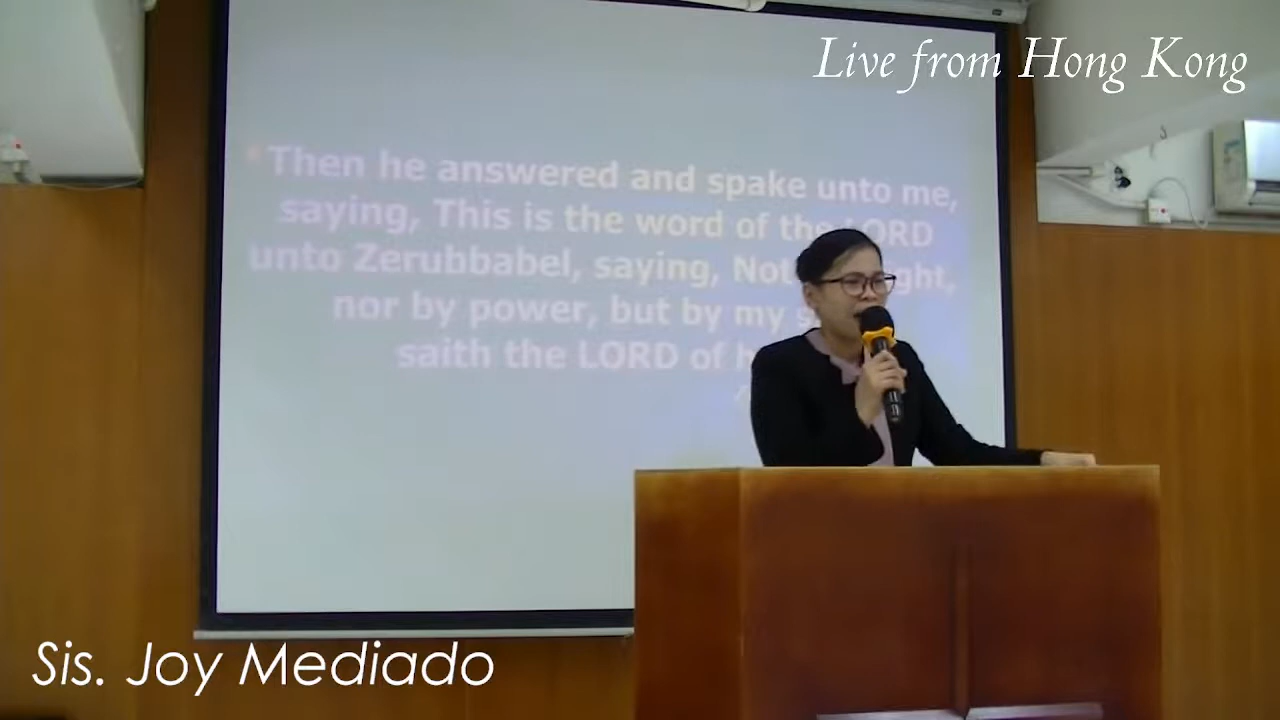 Live from Hong Kong
Then he answered and spake unto me,
saying, This is the word of the LORD
unto Zerubbabel, saying,
nor by power, but by my
saith the LORD of
Sis. Joy Mediado